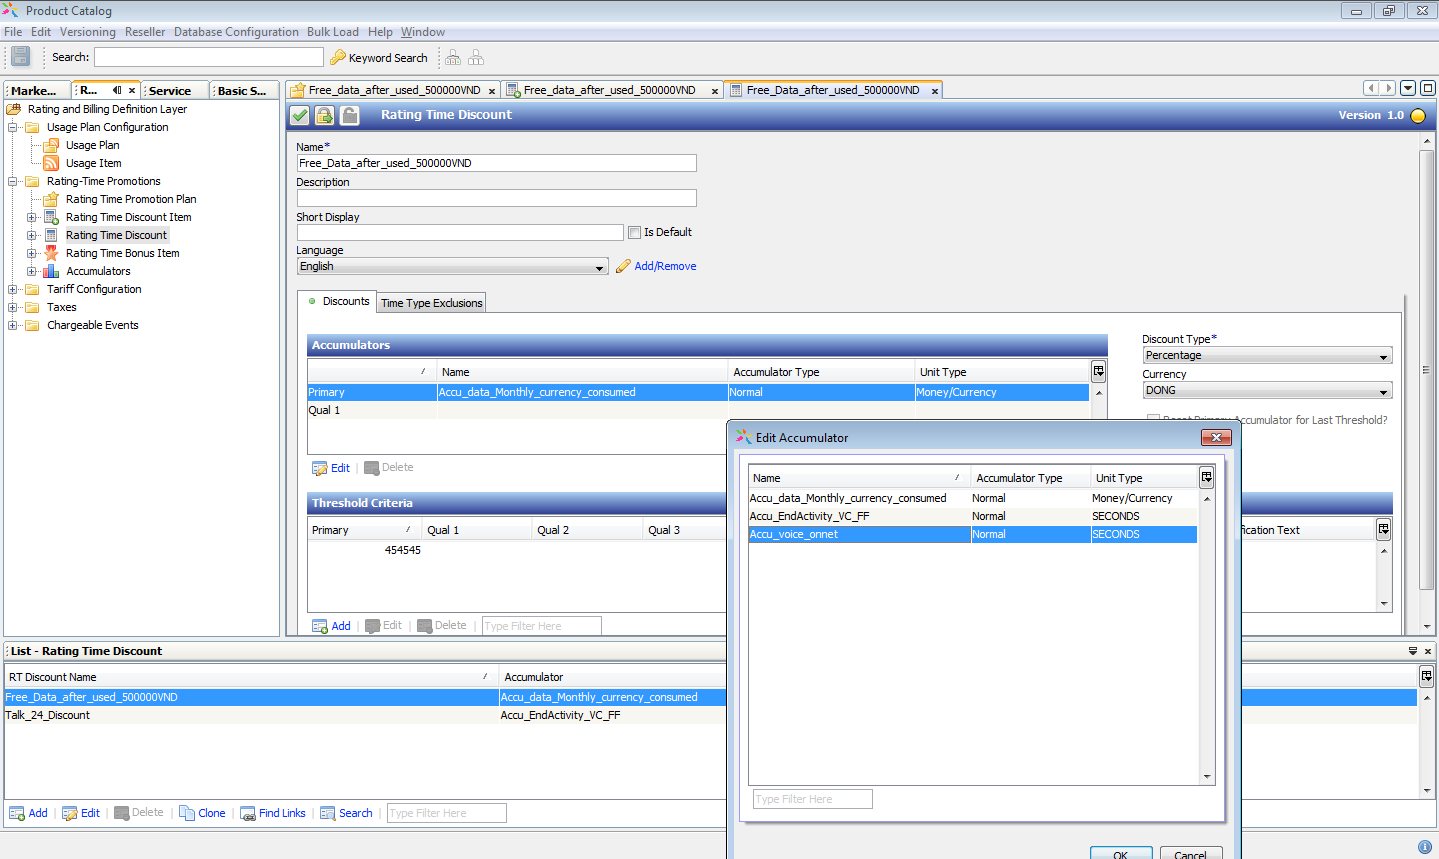 Product Catalog
File Edit Versioning Reseller Database Configuration Bulk Load Help Window
Search: Keyword Search
Marke... R... Service Basic S...
Free_data_after_used_500000VND Free_data_after_used_500000VND Free_Data_after_used_500000VND
Rating and Billing Definition Layer
Usage Plan Configuration
Usage Plan
Usage Item
Rating-Time Promotions
Rating Time Promotion Plan
Rating Time Discount Item
Rating Time Discount
Rating Time Bonus Item
Accumulators
Tariff Configuration
Taxes
Chargeable Events
Rating Time Discount Version 1.0
Name*
Free_Data_after_used_500000VND
Description
Short Display
Is Default
Language
English Add/Remove
Discounts Time Type Exclusions
Accumulators
Name Accumulator Type Unit Type
Primary Accu_data_Monthly_currency_consumed Normal Money/Currency
Qual 1
Edit Delete
Discount Type*
Percentage
Currency
DONG
Reset Primary Accumulator for Last Threshold?
Threshold Criteria
Primary Qual 1 Qual 2 Qual 3 fication Text
454545
Add Edit Delete Type Filter Here
Edit Accumulator
Name Accumulator Type Unit Type
Accu_data_Monthly_currency_consumed Normal Money/Currency
Accu_EndActivity_VC_FF Normal SECONDS
Accu_voice_onnet Normal SECONDS
Type Filter Here
OK Cancel
List - Rating Time Discount
RT Discount Name Accumulator
Free_Data_after_used_500000VND Accu_data_Monthly_currency_consumed
Talk_24_Discount Accu_EndActivity_VC_FF
Add Edit Delete Clone Find Links Search Type Filter Here